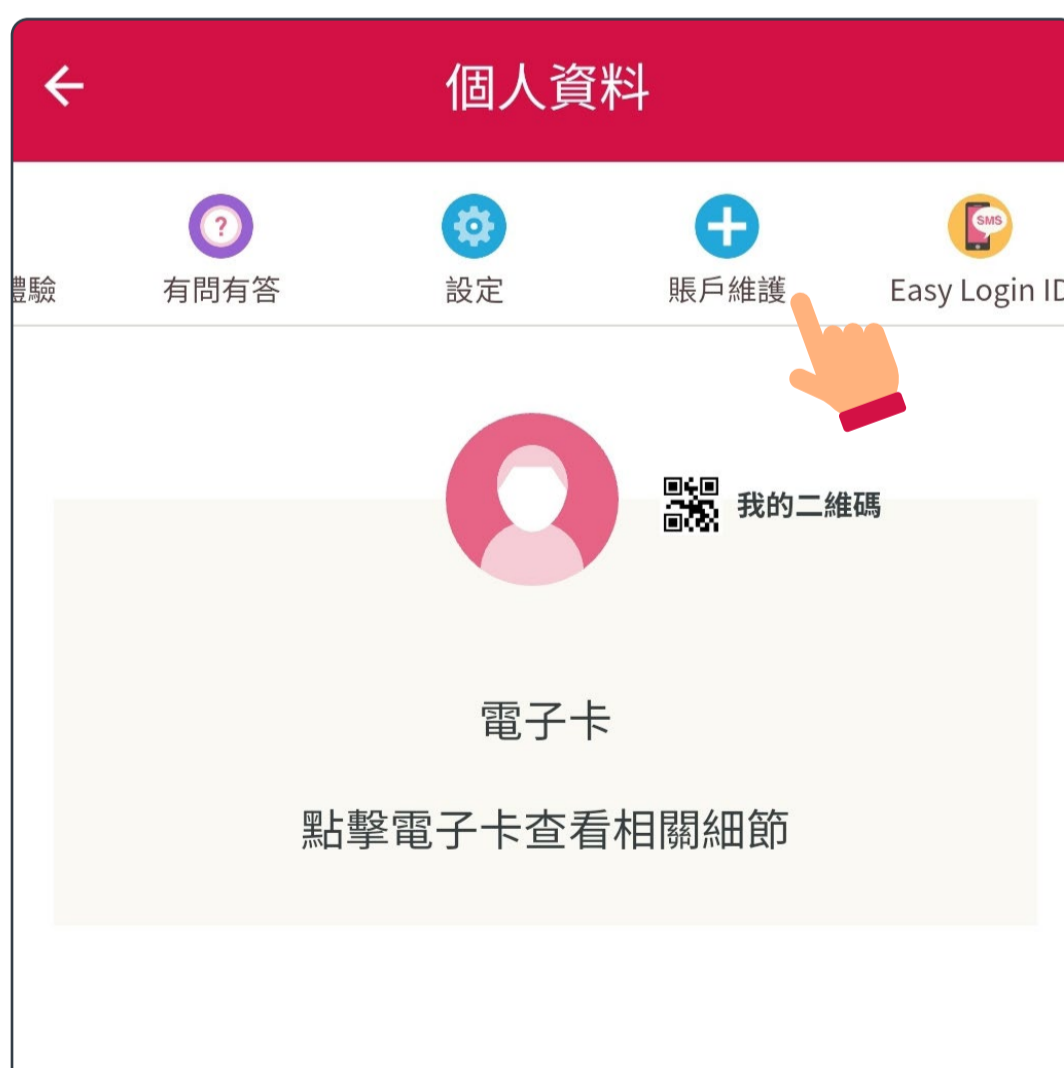 個人資料
體驗
有問有答
設定
賬戶維護
SMS
Easy Login ID
我的二維碼
電子卡
點擊電子卡查看相關細節